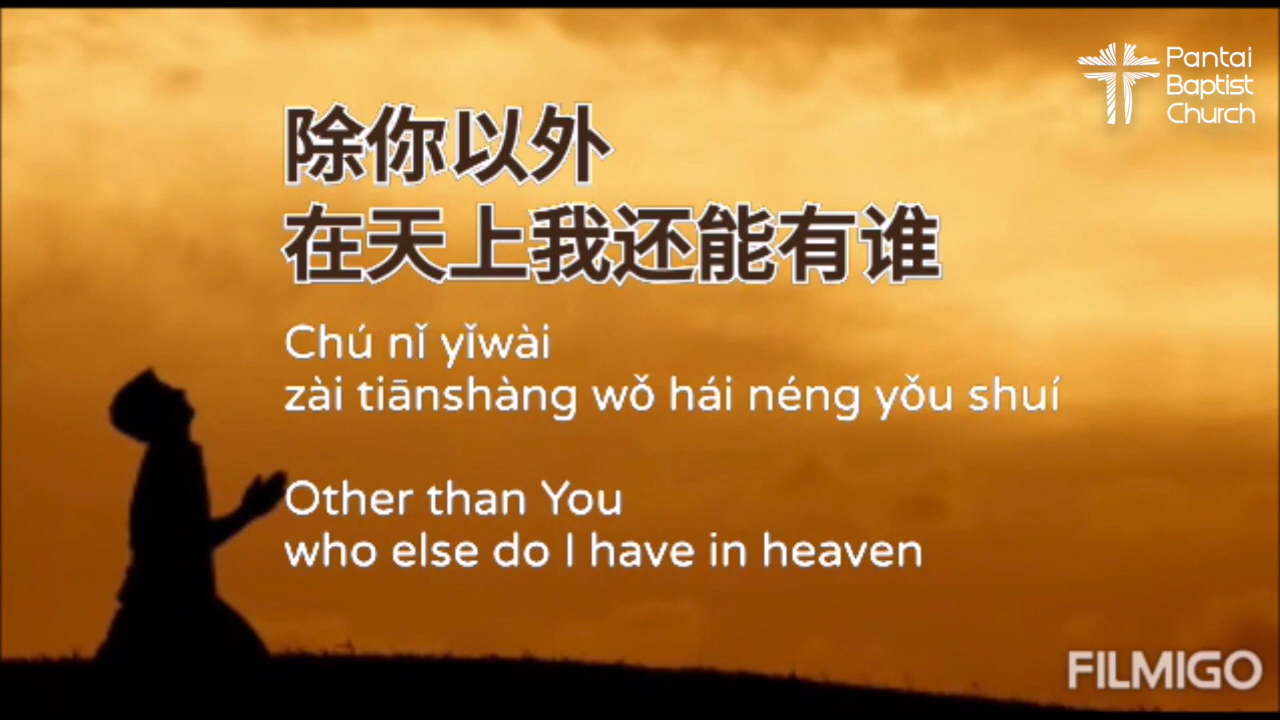 Pantai
Baptist
Church
除你以外
在天上我还能有谁
Chú nǐ yǐwài
zài tiānshàng wǒ hái néng yǒu shuí
Other than You
who else do I have in heaven
FILMIGO